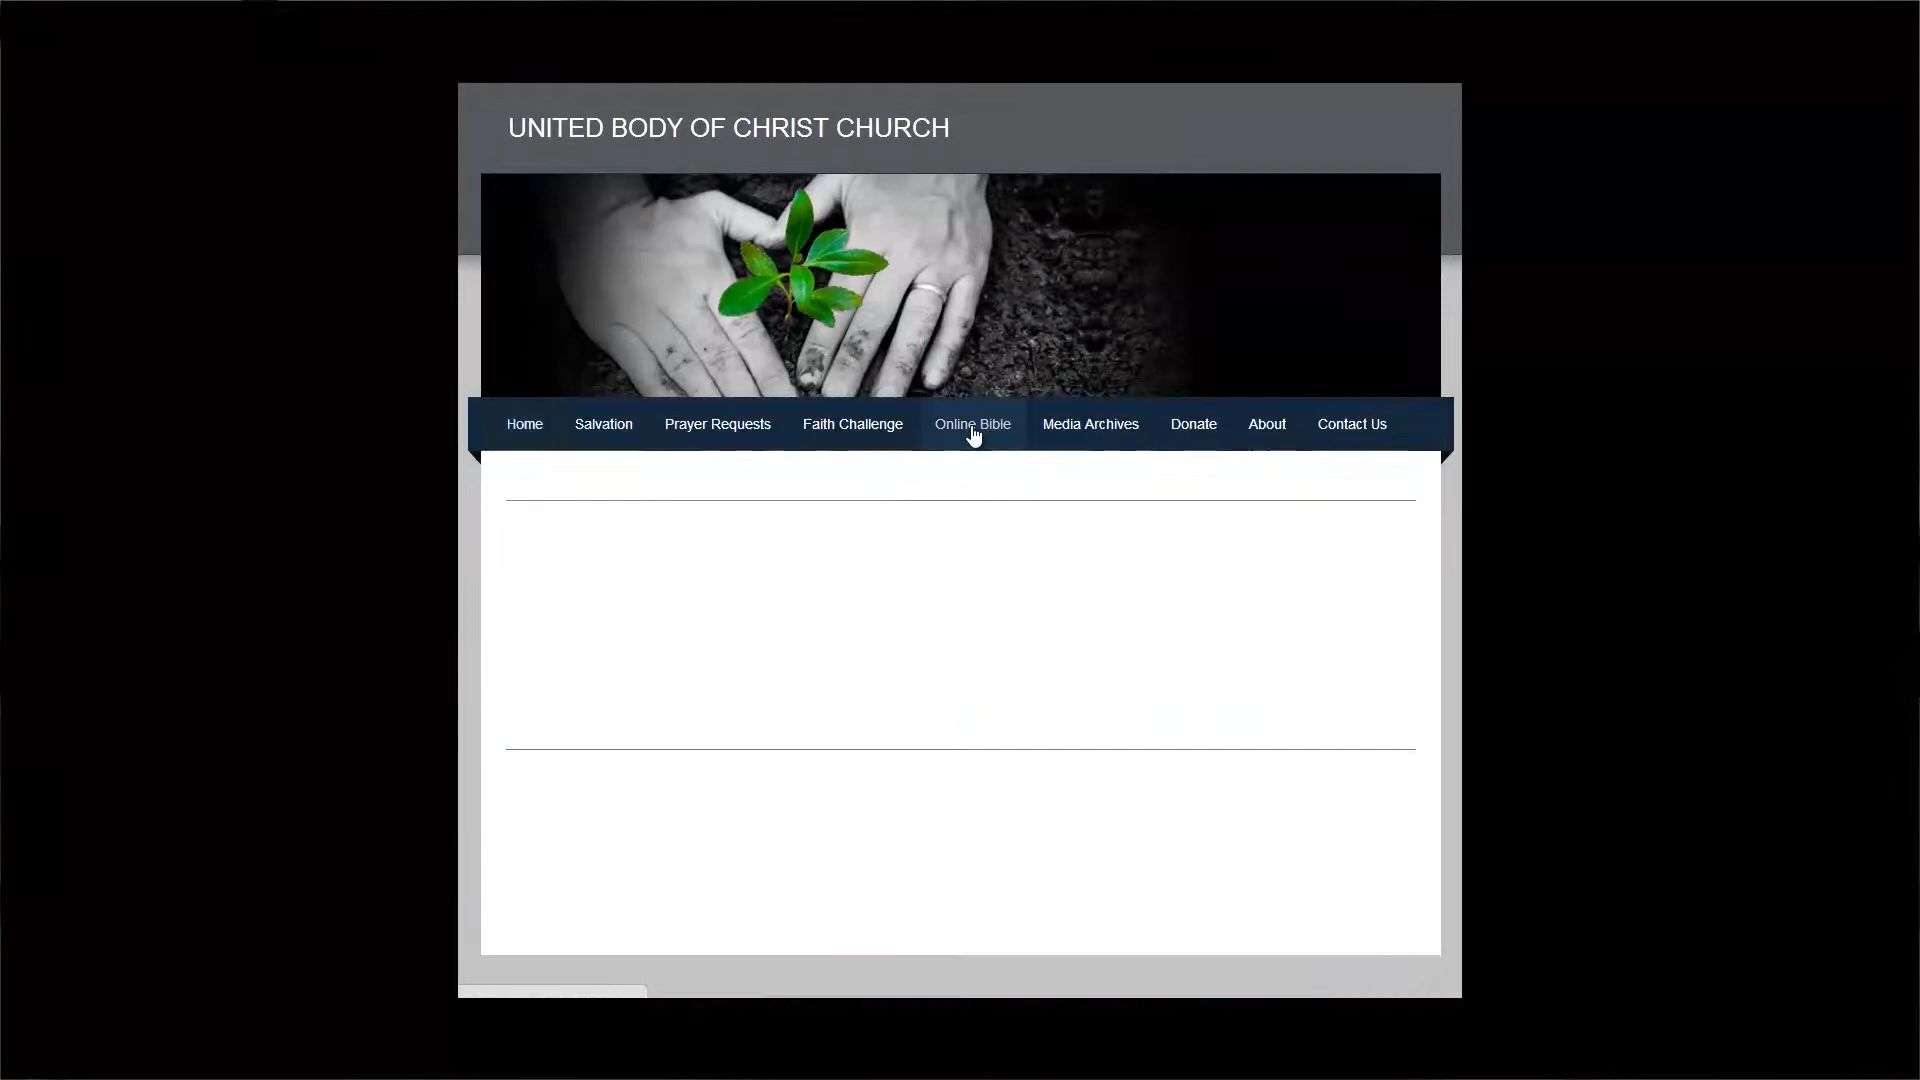 UNITED BODY OF CHRIST CHURCH
Home Salvation Prayer Requests Faith Challenge Online Bible Media Archives Donate About Contact Us